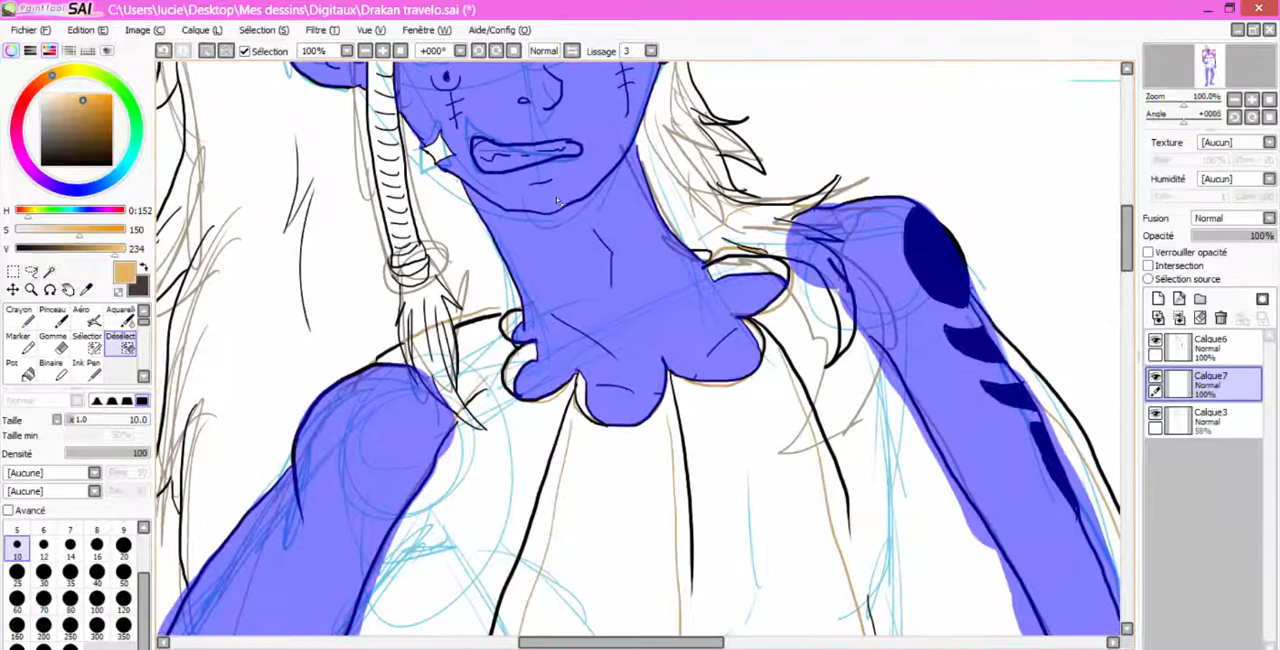 PaintTool SAI C:\Users\lucie\Desktop\Mes dessins\Digitaux\Drakan travelo.sai (*)
Fichier (F) Edition (E) Image (C) Calque (L) Sélection (S) Filtre (T) Vue (V) Fenêtre (W) Aide/Config (O)
Sélection 100% +000° Normal Lissage 3
Zoom 100.0%
Angle +000δ
Texture [Aucun]
Humidité [Aucun]
Fusion Normal
Opacité 100%
Verrouiller opacité
Intersection
Sélection source
Calque6
Normal
100%
Calque7
Normal
100%
Calque3
Normal
58%
H 0:152
S 150
V 234
Crayon Pinceau Aéro Aquarell
Marker Gomme Sélection Désélect
Pot Binaire Ink Pen
Normal
Taille x 1.0 10.0
Taille min
Densité 100
[Aucune]
[Aucune]
Avancé
5 6 7 8 9
10 12 14 16 20
25 30 35 40 50
60 70 80 100 120
160 200 250 300 350